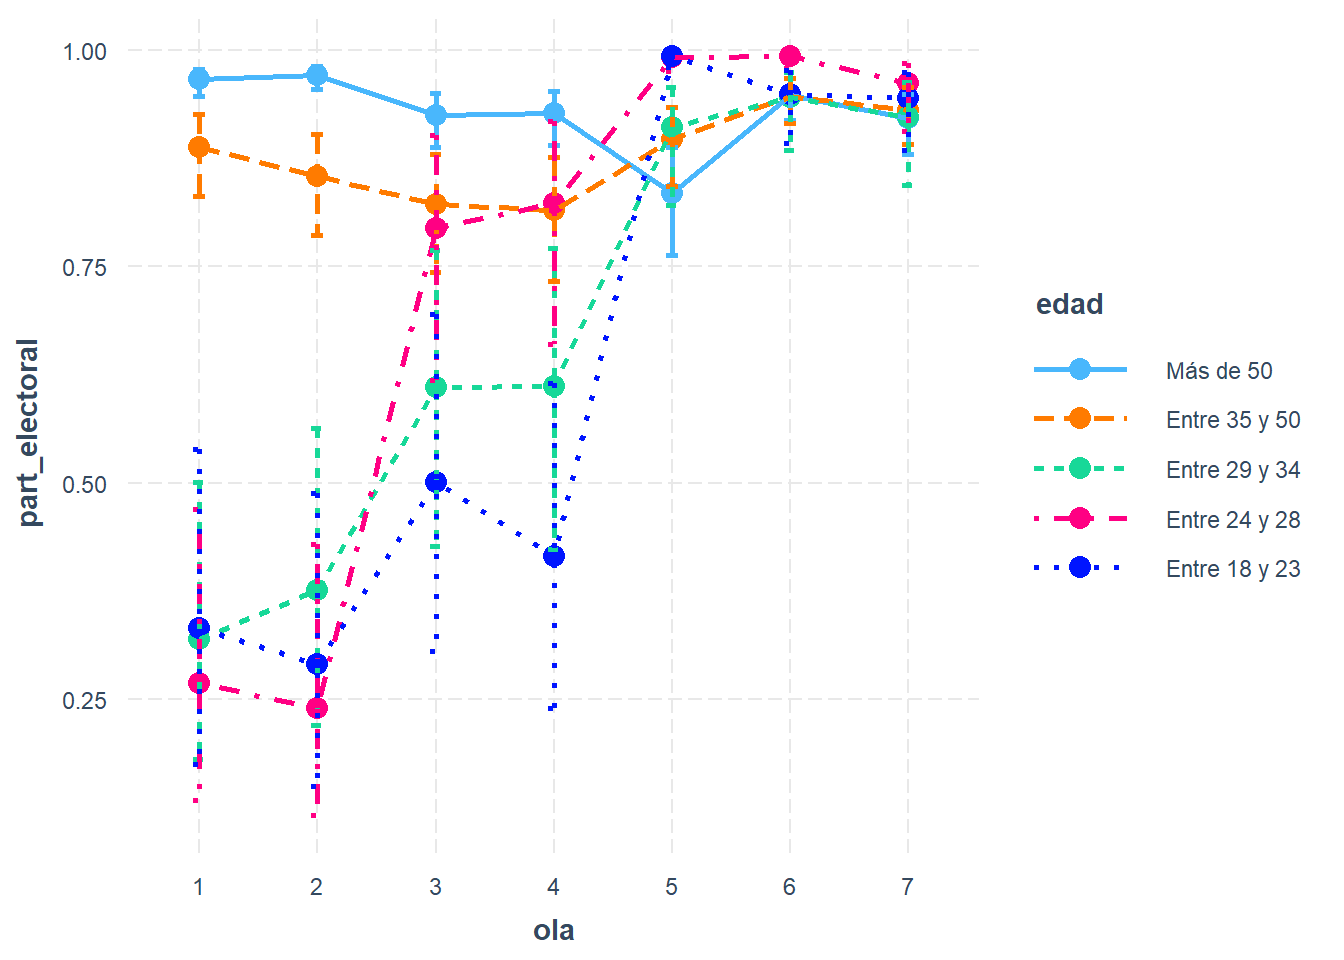 1.00
0.75
0.50
0.25
part_electoral
1 2 3 4 5 6 7
ola
edad
Más de 50
Entre 35 y 50
Entre 29 y 34
Entre 24 y 28
Entre 18 y 23